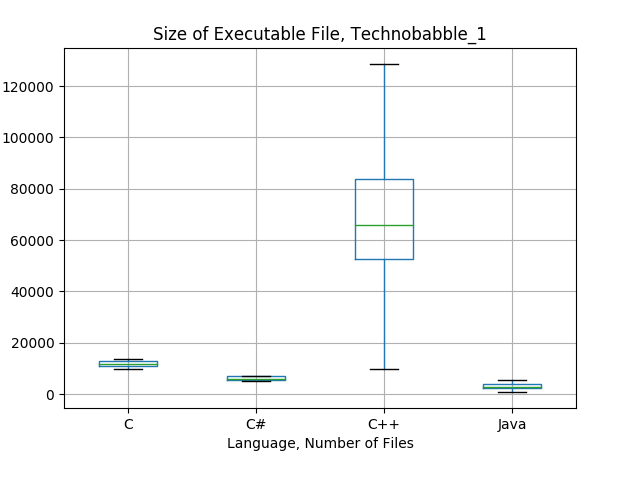 Size of Executable File, Technobabble_1
120000
100000
80000
60000
40000
20000
0
C C# C++ Java
Language, Number of Files